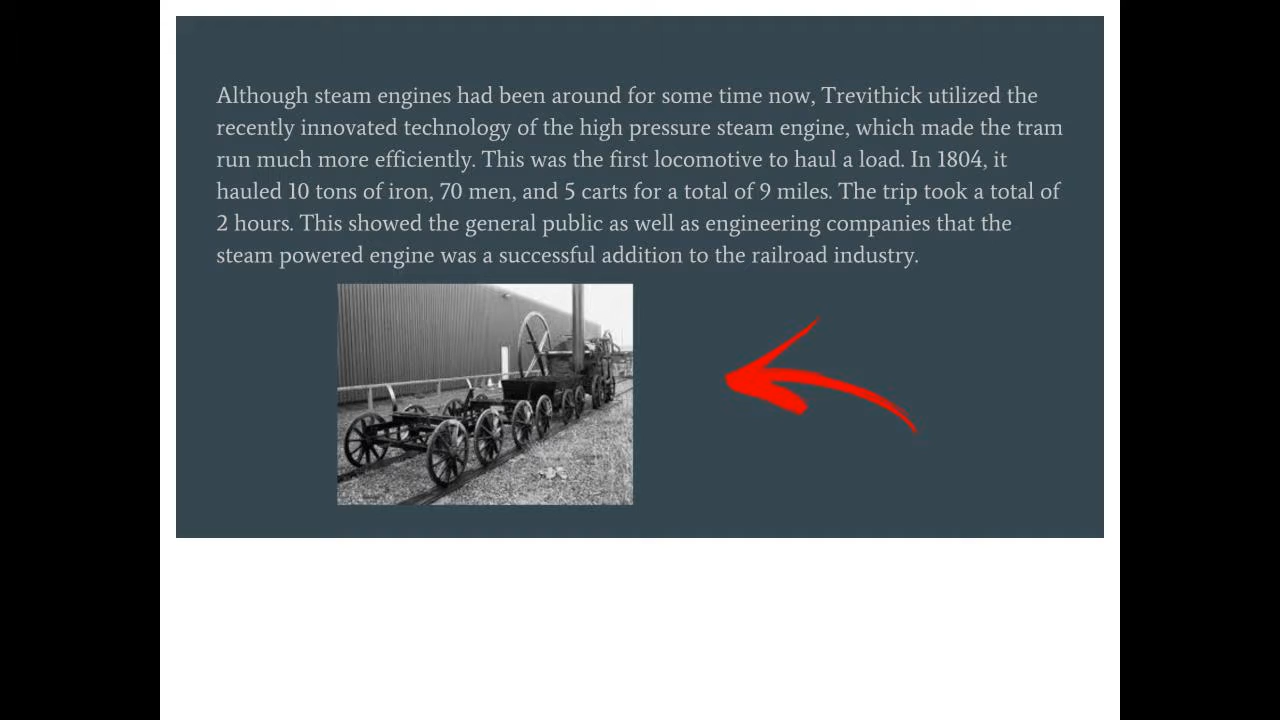 Although steam engines had been around for some time now, Trevithick utilized the
recently innovated technology of the high pressure steam engine, which made the tram
run much more efficiently. This was the first locomotive to haul a load. In 1804, it
hauled 10 tons of iron, 70 men, and 5 carts for a total of 9 miles. The trip took a total of
2 hours. This showed the general public as well as engineering companies that the
steam powered engine was a successful addition to the railroad industry.